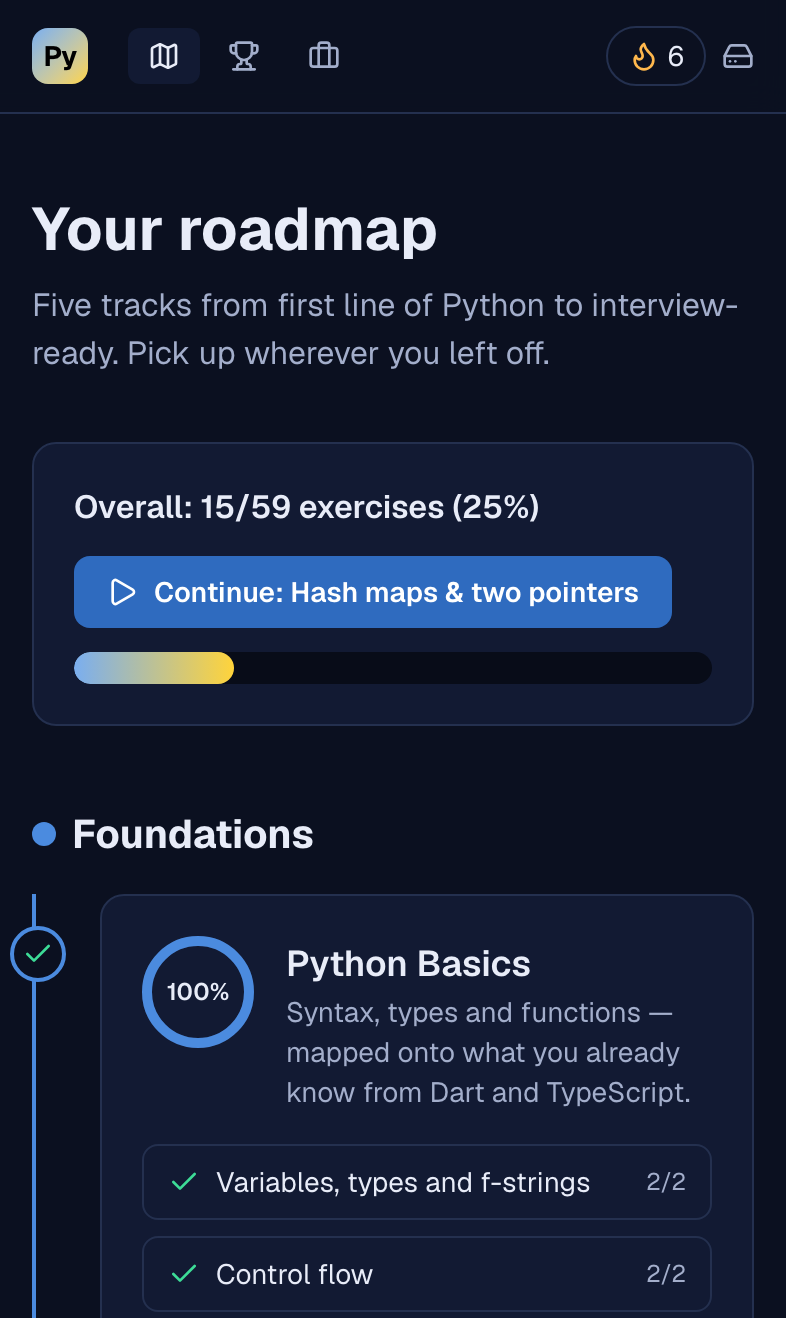 Py
6
Your roadmap
Five tracks from first line of Python to interview-
ready. Pick up wherever you left off.
Overall: 15/59 exercises (25%)
Continue: Hash maps & two pointers
Foundations
100%
Python Basics
Syntax, types and functions —
mapped onto what you already
know from Dart and TypeScript.
Variables, types and f-strings 2/2
Control flow 2/2